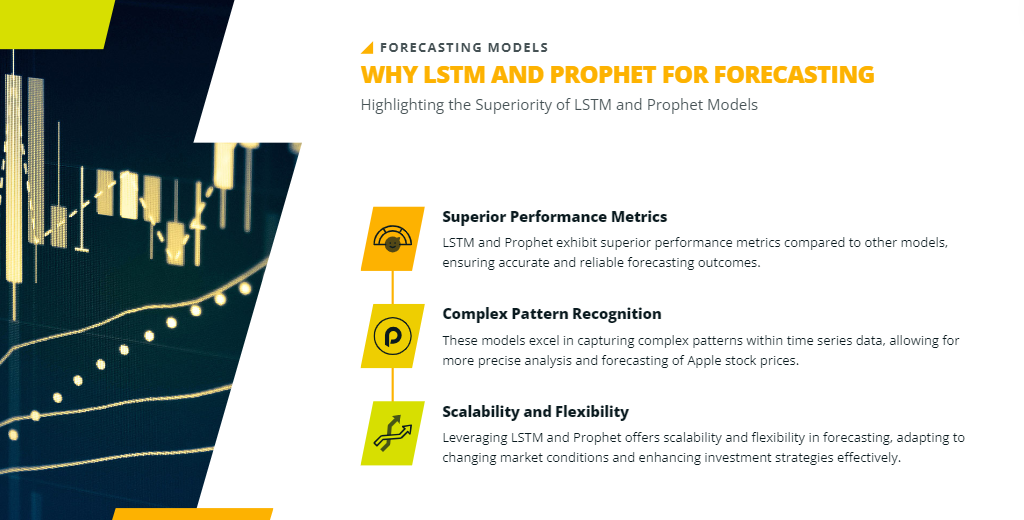 FORECASTING MODELS
WHY LSTM AND PROPHET FOR FORECASTING
Highlighting the Superiority of LSTM and Prophet Models
Superior Performance Metrics
LSTM and Prophet exhibit superior performance metrics compared to other models,
ensuring accurate and reliable forecasting outcomes.
Complex Pattern Recognition
These models excel in capturing complex patterns within time series data, allowing for
more precise analysis and forecasting of Apple stock prices.
Scalability and Flexibility
Leveraging LSTM and Prophet offers scalability and flexibility in forecasting, adapting to
changing market conditions and enhancing investment strategies effectively.